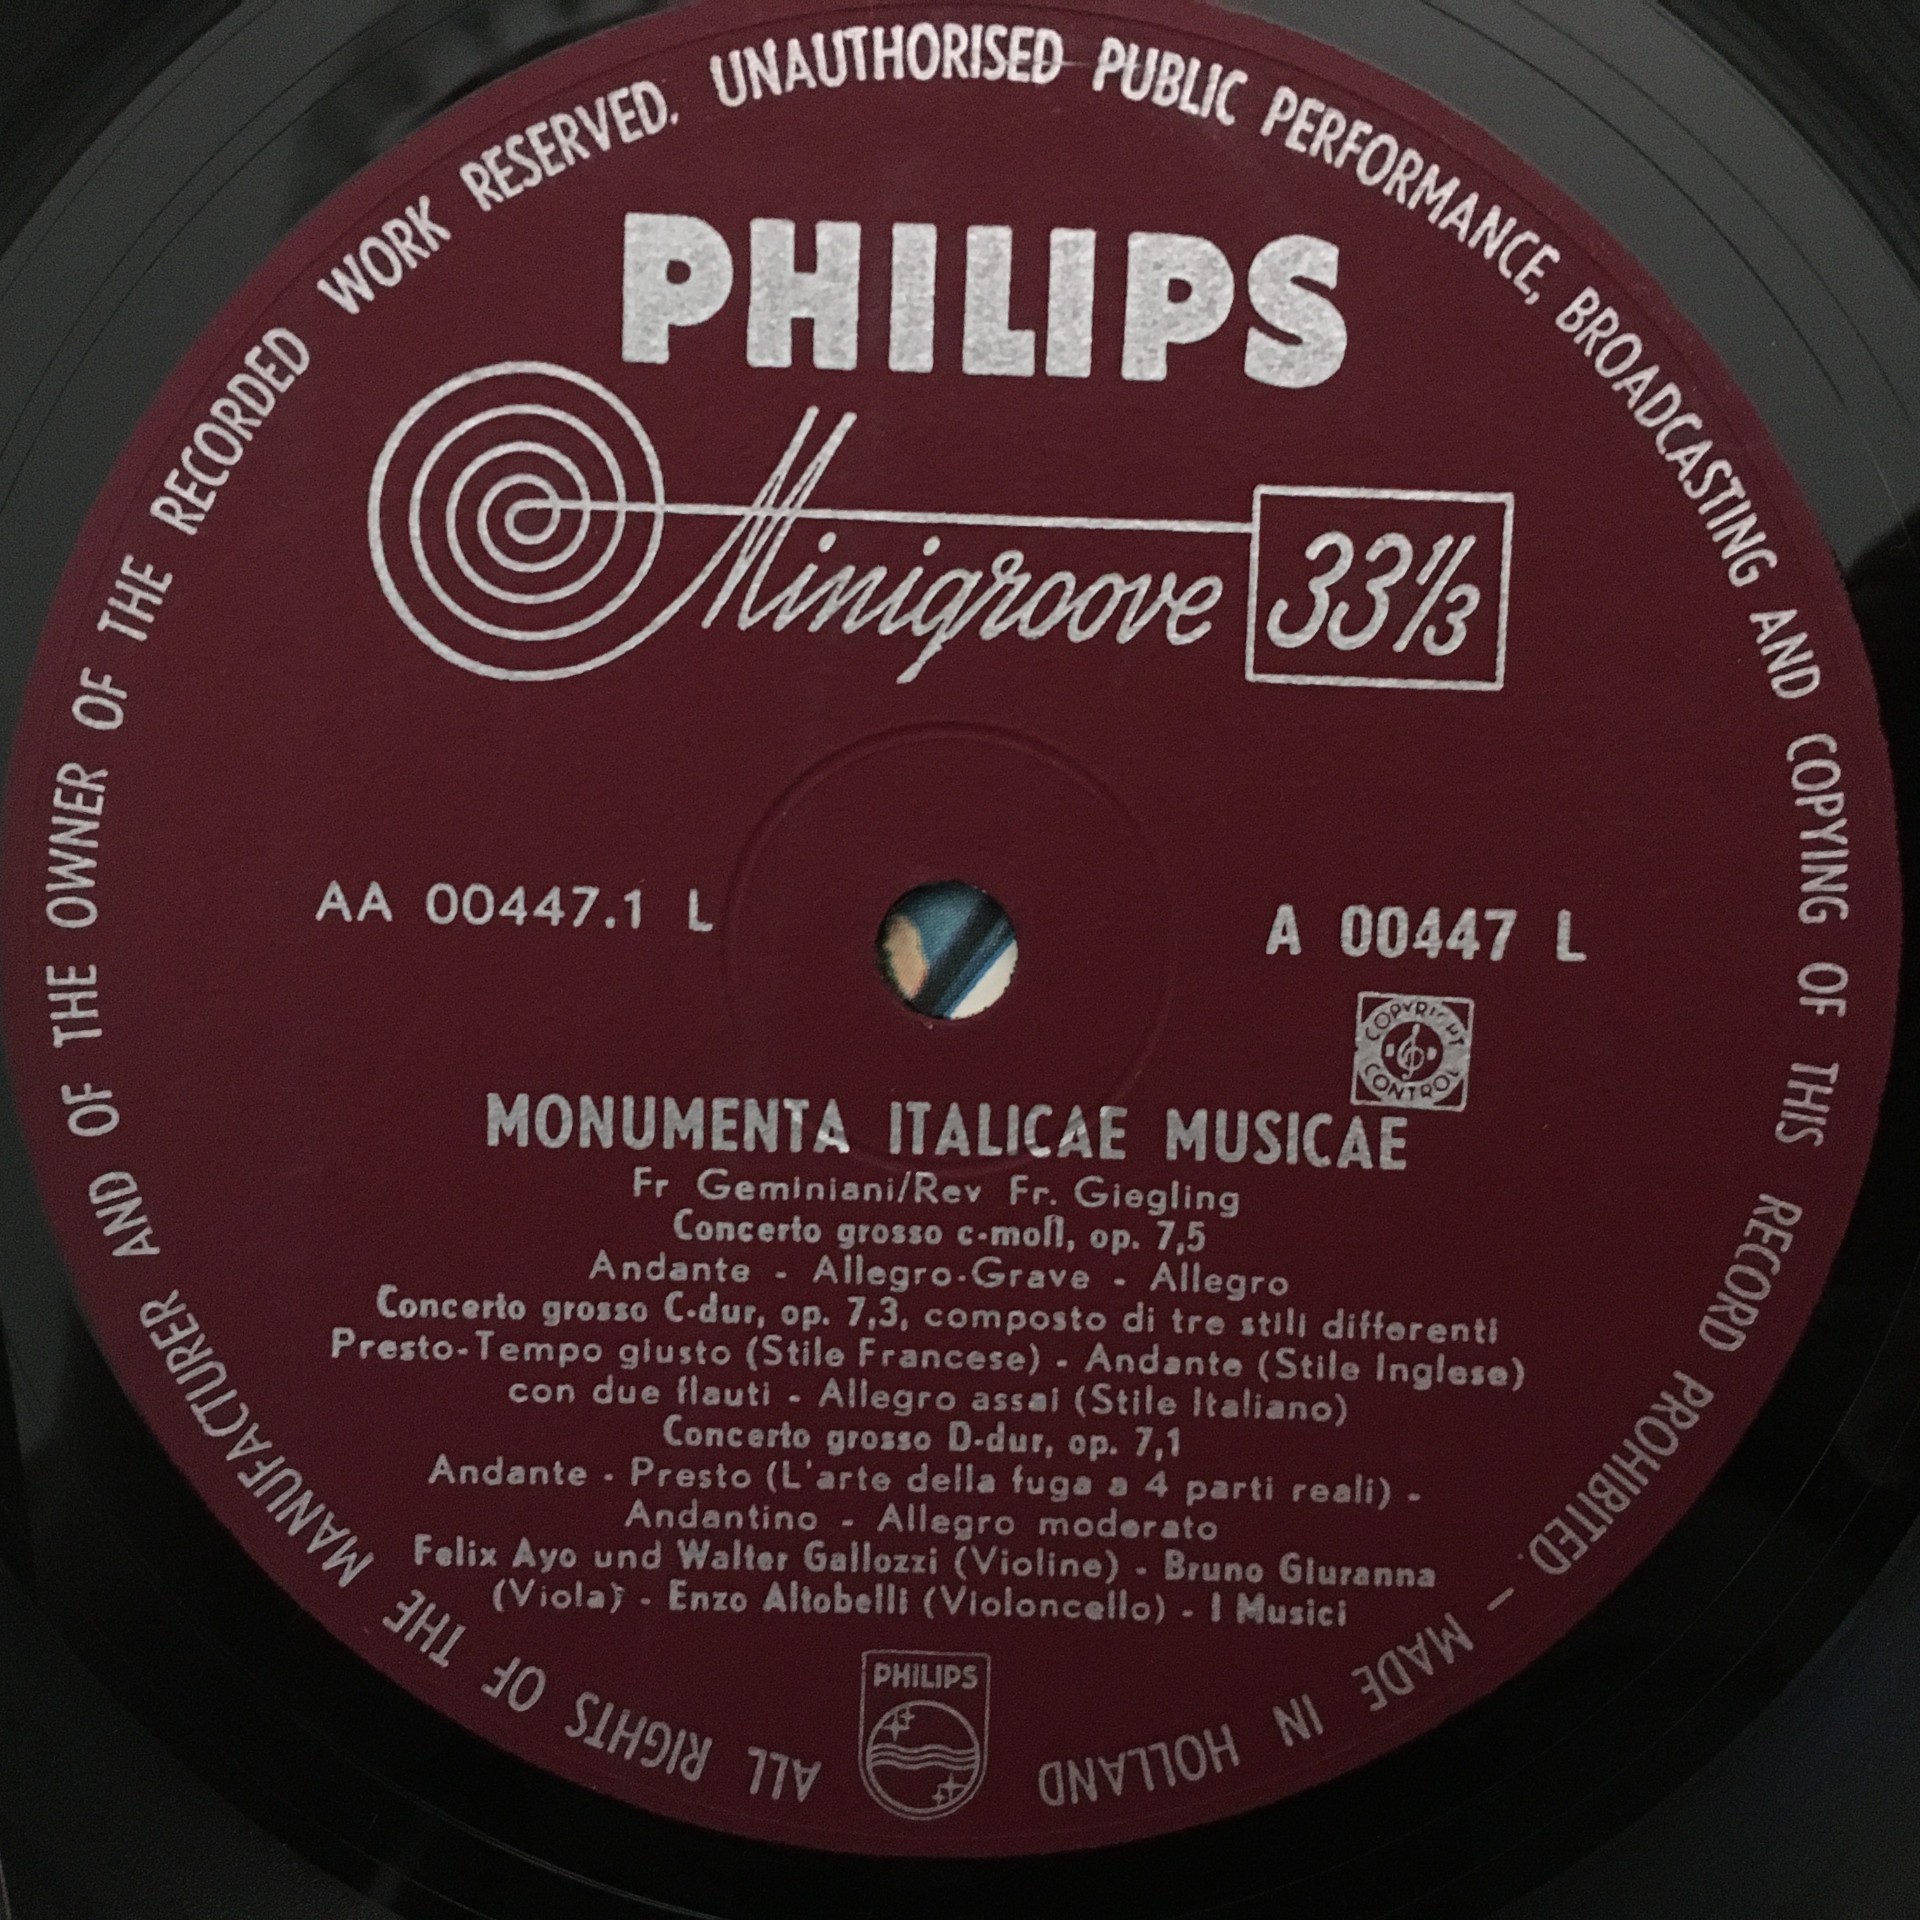 ALL RIGHTS OF THE MANUFACTURER AND OF THE OWNER OF THE RECORDED WORK RESERVED. UNAUTHORISED PUBLIC PERFORMANCE, BROADCASTING AND COPYING OF THIS RECORD PROHIBITED. - MADE IN HOLLAND
PHILIPS
Minigroove 33 1/3
AA 00447.1 L
A 00447 L
COPYRIGHT
CONTROL
MONUMENTA ITALICAE MUSICAE
Fr Geminiani/Rev Fr. Giegling
Concerto grosso c-moll, op. 7,5
Andante - Allegro-Grave - Allegro
Concerto grosso C-dur, op. 7,3, composto di tre stili differenti
Presto-Tempo giusto (Stile Francese) - Andante (Stile Inglese)
con due flauti - Allegro assai (Stile Italiano)
Concerto grosso D-dur, op. 7,1
Andante - Presto (L'arte della fuga a 4 parti reali) -
Andantino - Allegro moderato
Felix Ayo und Walter Gallozzi (Violine) - Bruno Giuranna
(Viola) - Enzo Altobelli (Violoncello) - I Musici
PHILIPS